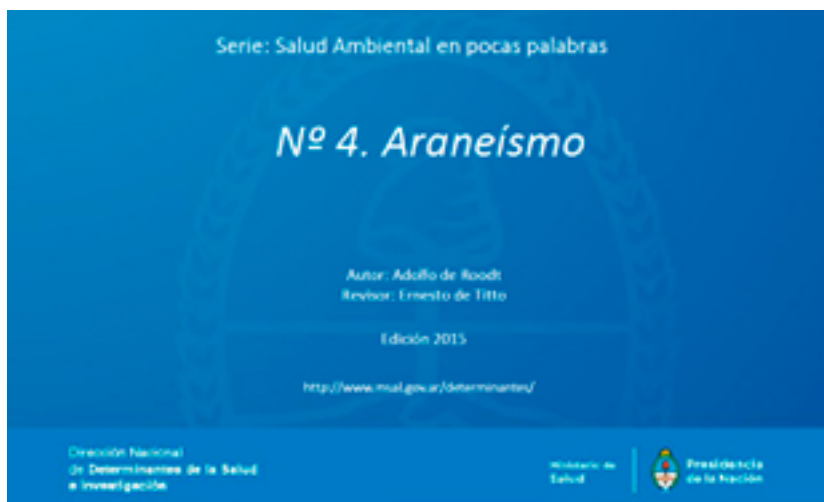 Serie: Salud Ambiental en pocas palabras
Nº 4. Araneísmo
Autor: Adolfo de Roodt
Revisor: Ernesto de Titto
Edición 2015
http://www.msal.gov.ar/determinantes/
Dirección Nacional
de Determinantes de la Salud
e Investigación
Ministerio de
Salud
Presidencia
de la Nación